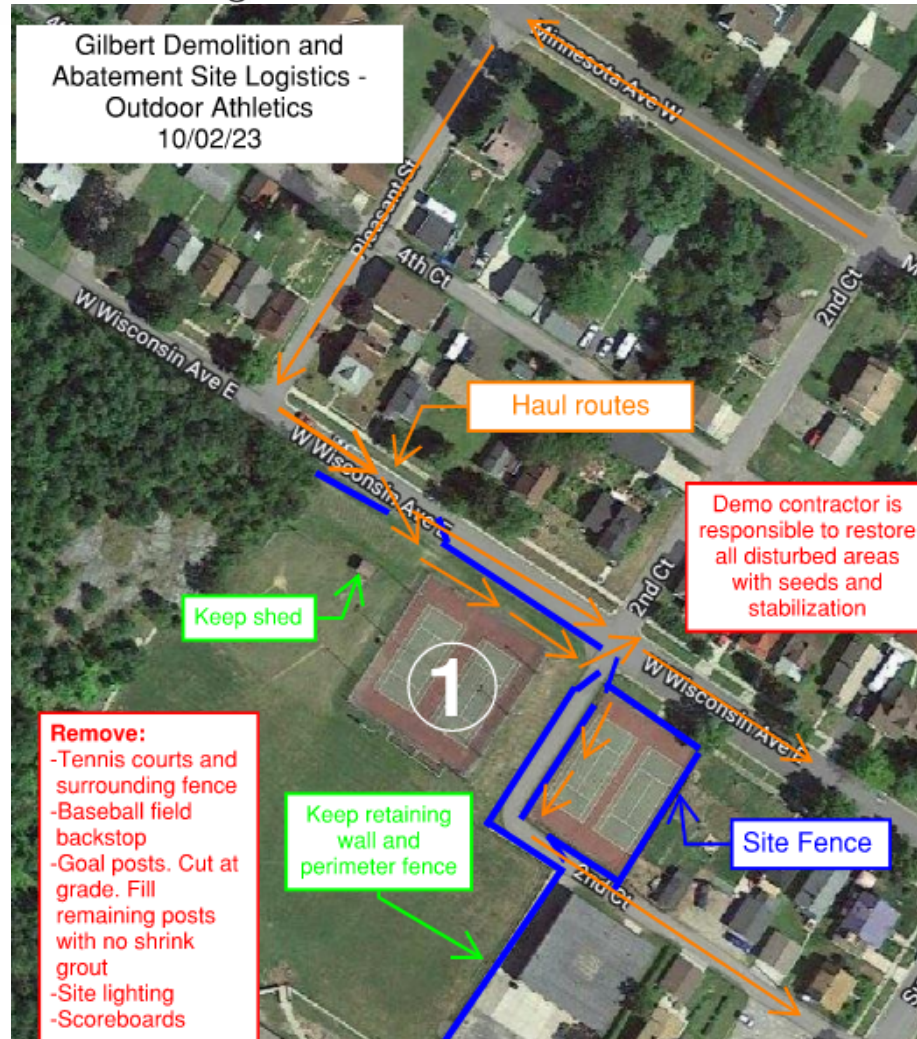 Gilbert Demolition and
Abatement Site Logistics -
Outdoor Athletics
10/02/23
Minnesota Ave W
Pleasant St
4th Ct
2nd Ct
W Wisconsin Ave E
Haul routes
W Wisconsin Ave E
Demo contractor is
responsible to restore
all disturbed areas
with seeds and
stabilization
Keep shed
2nd Ct
1
W Wisconsin Ave E
Remove:
-Tennis courts and
surrounding fence
-Baseball field
backstop
-Goal posts. Cut at
grade. Fill
remaining posts
with no shrink
grout
-Site lighting
-Scoreboards
Keep retaining
wall and
perimeter fence
Site Fence
2nd Ct